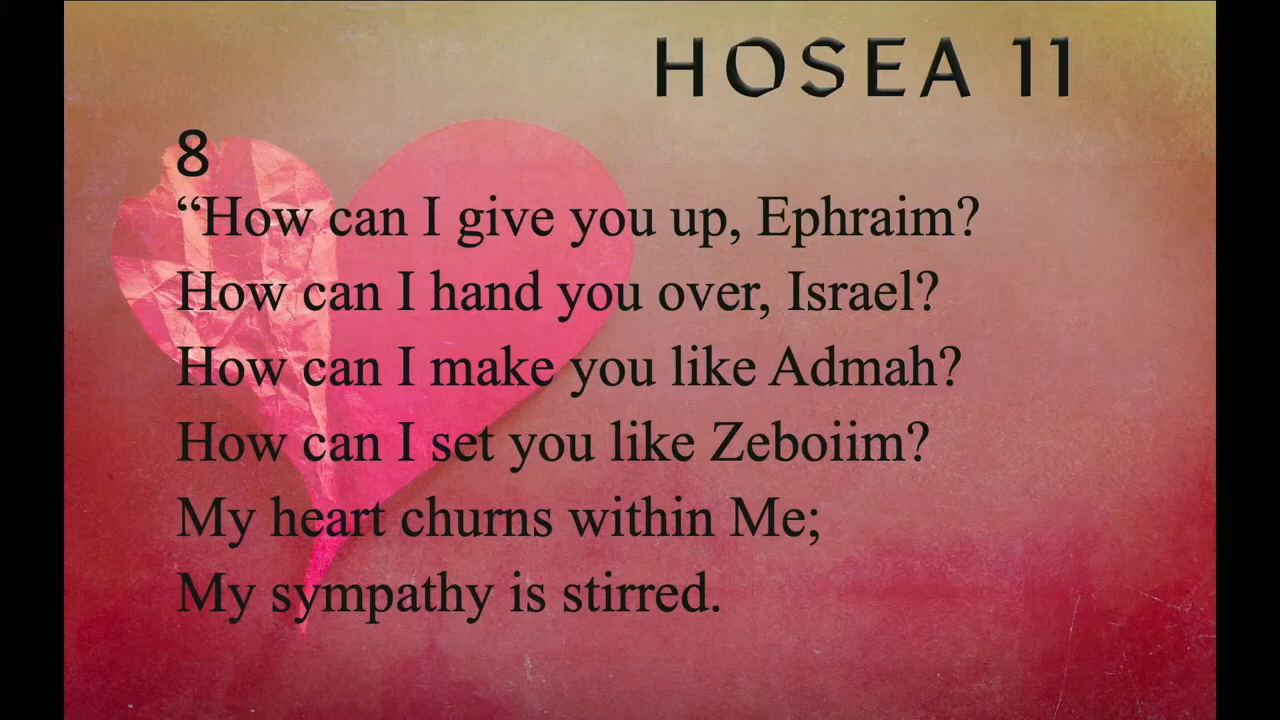 HOSEA 11
8
“How can I give you up, Ephraim?
How can I hand you over, Israel?
How can I make you like Admah?
How can I set you like Zeboiim?
My heart churns within Me;
My sympathy is stirred.